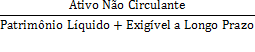 Ativo Não Circulante
Patrimônio Líquido + Exigível a Longo Prazo